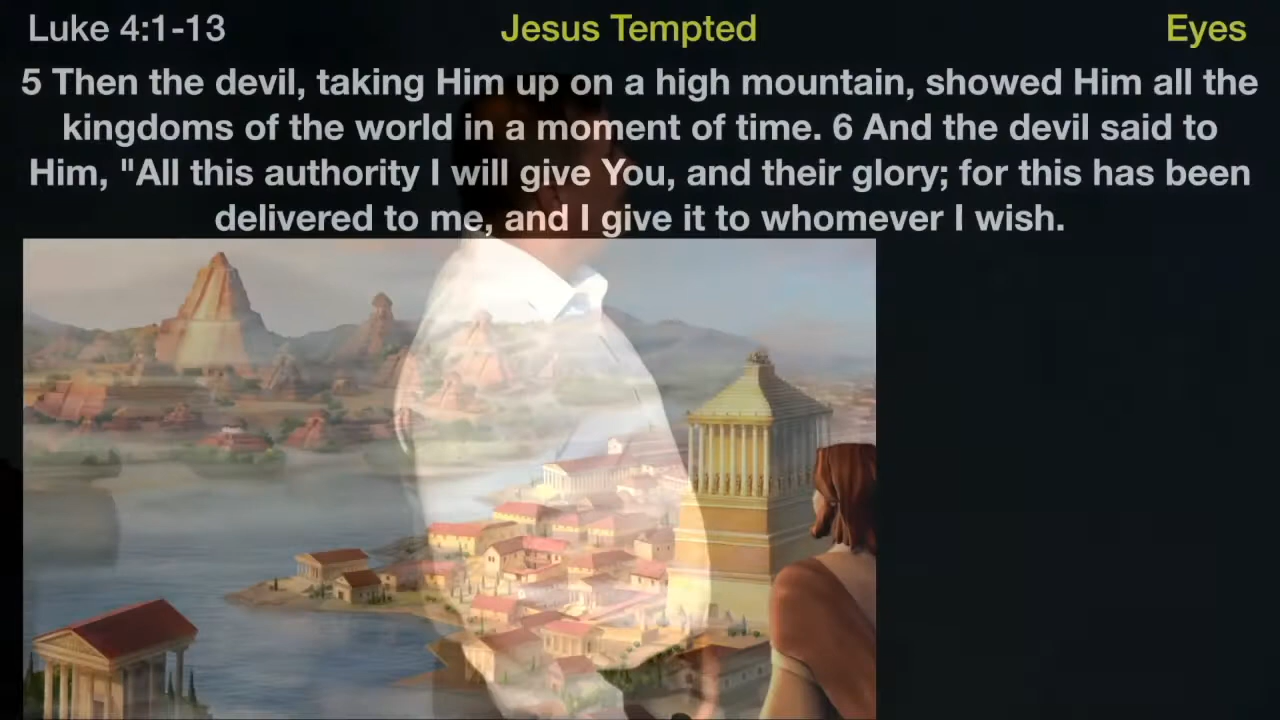 Luke 4:1-13 Jesus Tempted Eyes
5 Then the devil, taking Him up on a high mountain, showed Him all the
kingdoms of the world in a moment of time. 6 And the devil said to
Him, "All this authority I will give You, and their glory; for this has been
delivered to me, and I give it to whomever I wish.